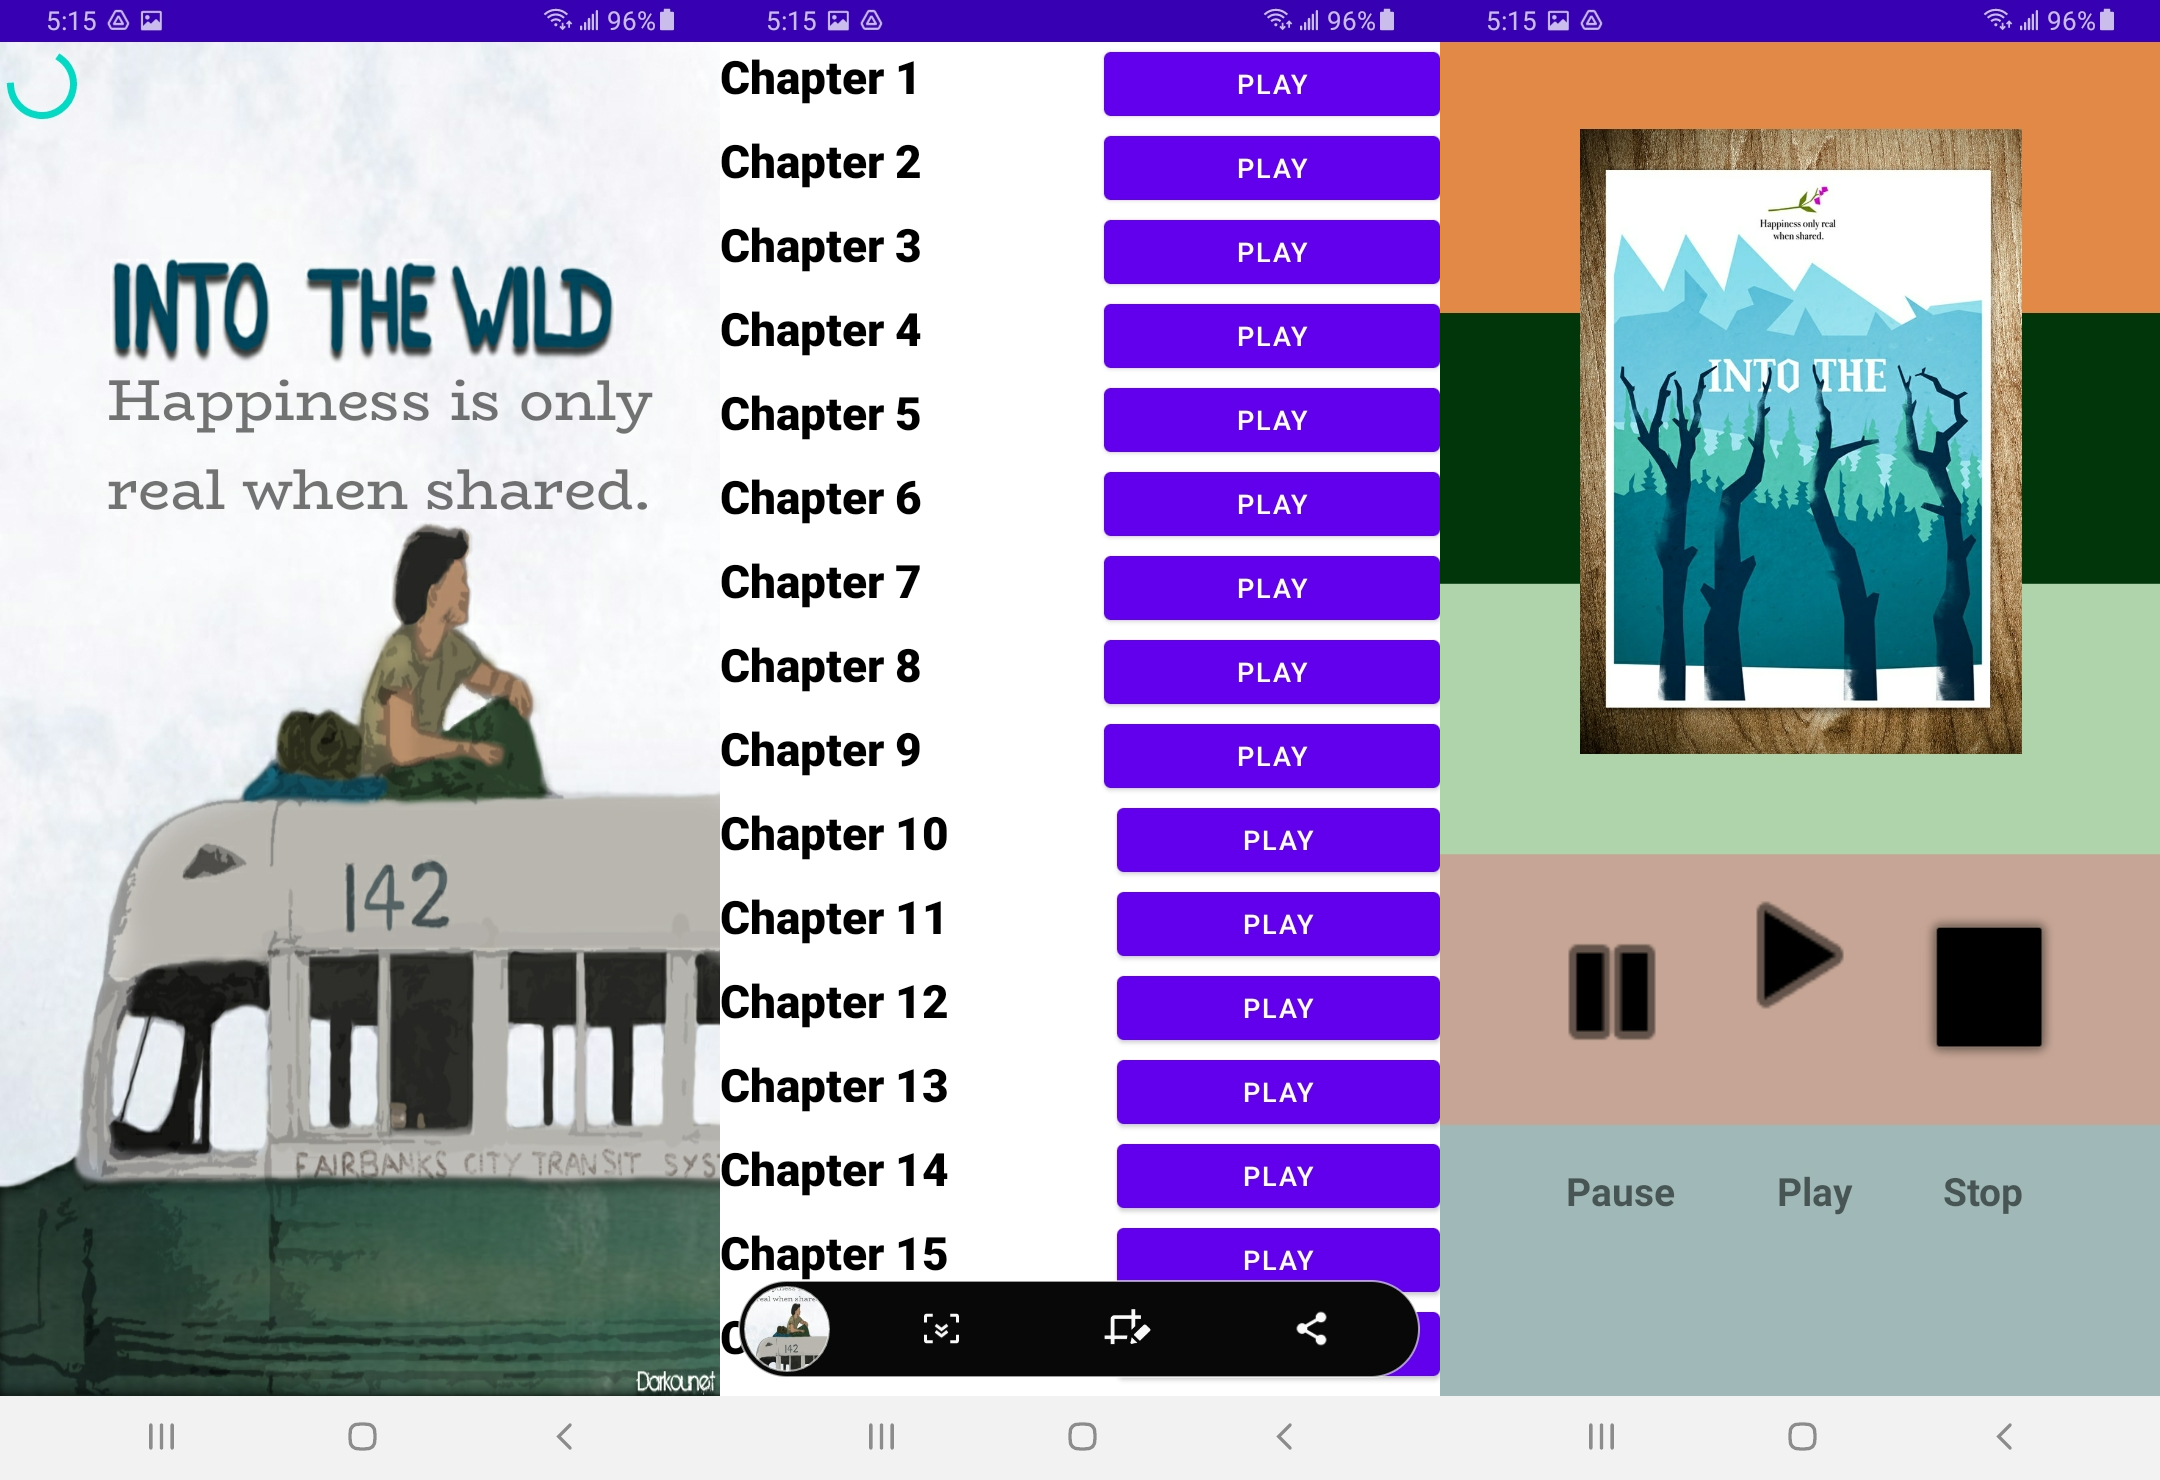 5:15 96%
INTO THE WILD
Happiness is only
real when shared.
142
FAIRBANKS CITY TRANSIT SYS
Darkounet
5:15 96%
Chapter 1 PLAY
Chapter 2 PLAY
Chapter 3 PLAY
Chapter 4 PLAY
Chapter 5 PLAY
Chapter 6 PLAY
Chapter 7 PLAY
Chapter 8 PLAY
Chapter 9 PLAY
Chapter 10 PLAY
Chapter 11 PLAY
Chapter 12 PLAY
Chapter 13 PLAY
Chapter 14 PLAY
Chapter 15 PLAY
real when share
142
5:15 96%
Happiness only real
when shared.
INTO THE
Pause Play Stop